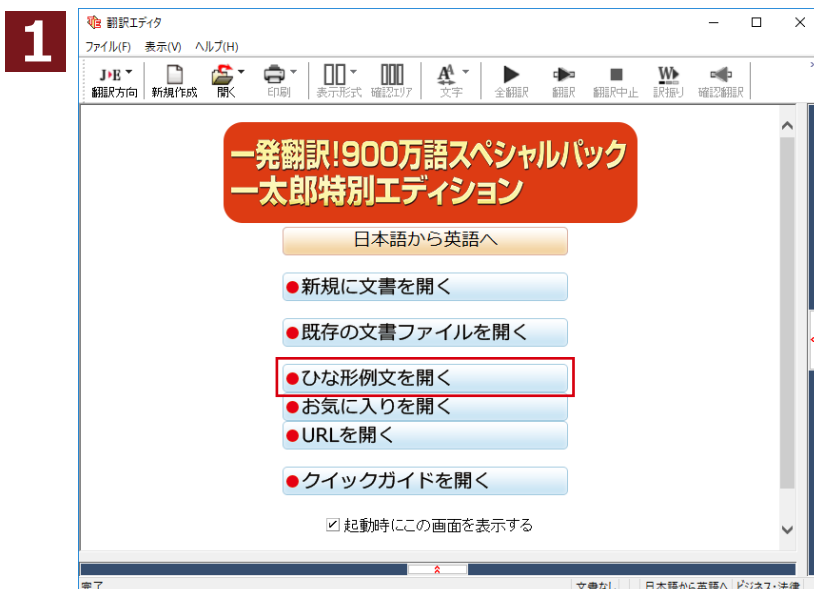 1
翻訳エディタ
ファイル(F) 表示(V) ヘルプ(H)
J▸E
翻訳方向 新規作成 開く 印刷 表示形式 確認エリア 文字 全翻訳 翻訳 翻訳中止 訳振り 確認翻訳
一発翻訳!900万語スペシャルパック
一太郎特別エディション
日本語から英語へ
●新規に文書を開く
●既存の文書ファイルを開く
●ひな形例文を開く
●お気に入りを開く
●URLを開く
●クイックガイドを開く
起動時にこの画面を表示する
完了 文書なし 日本語から英語へ ビジネス・法律